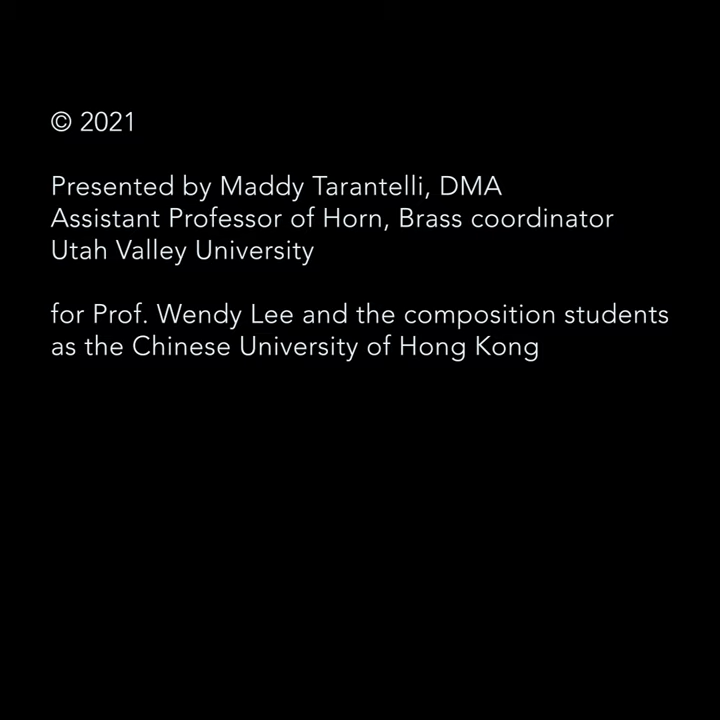 © 2021
Presented by Maddy Tarantelli, DMA
Assistant Professor of Horn, Brass coordinator
Utah Valley University
for Prof. Wendy Lee and the composition students
as the Chinese University of Hong Kong